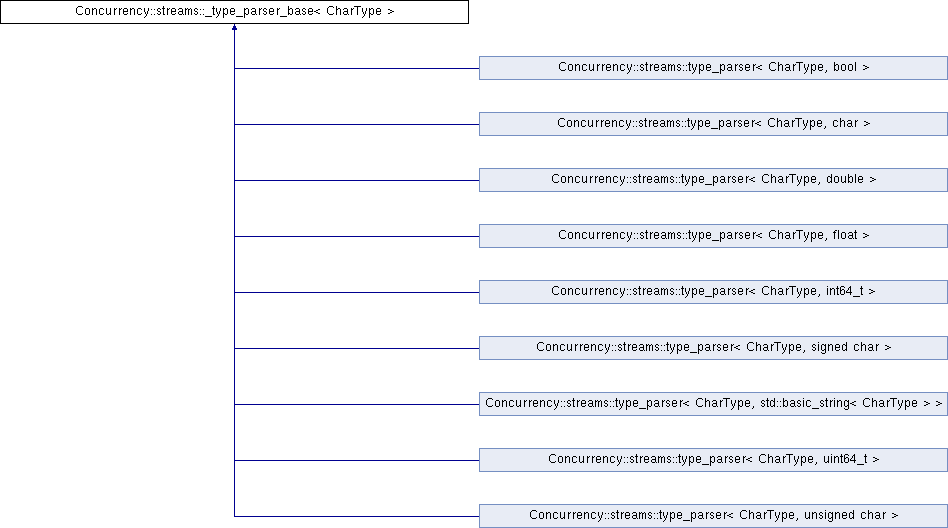 Concurrency::streams::_type_parser_base< CharType >
Concurrency::streams::type_parser< CharType, bool >
Concurrency::streams::type_parser< CharType, char >
Concurrency::streams::type_parser< CharType, double >
Concurrency::streams::type_parser< CharType, float >
Concurrency::streams::type_parser< CharType, int64_t >
Concurrency::streams::type_parser< CharType, signed char >
Concurrency::streams::type_parser< CharType, std::basic_string< CharType > >
Concurrency::streams::type_parser< CharType, uint64_t >
Concurrency::streams::type_parser< CharType, unsigned char >